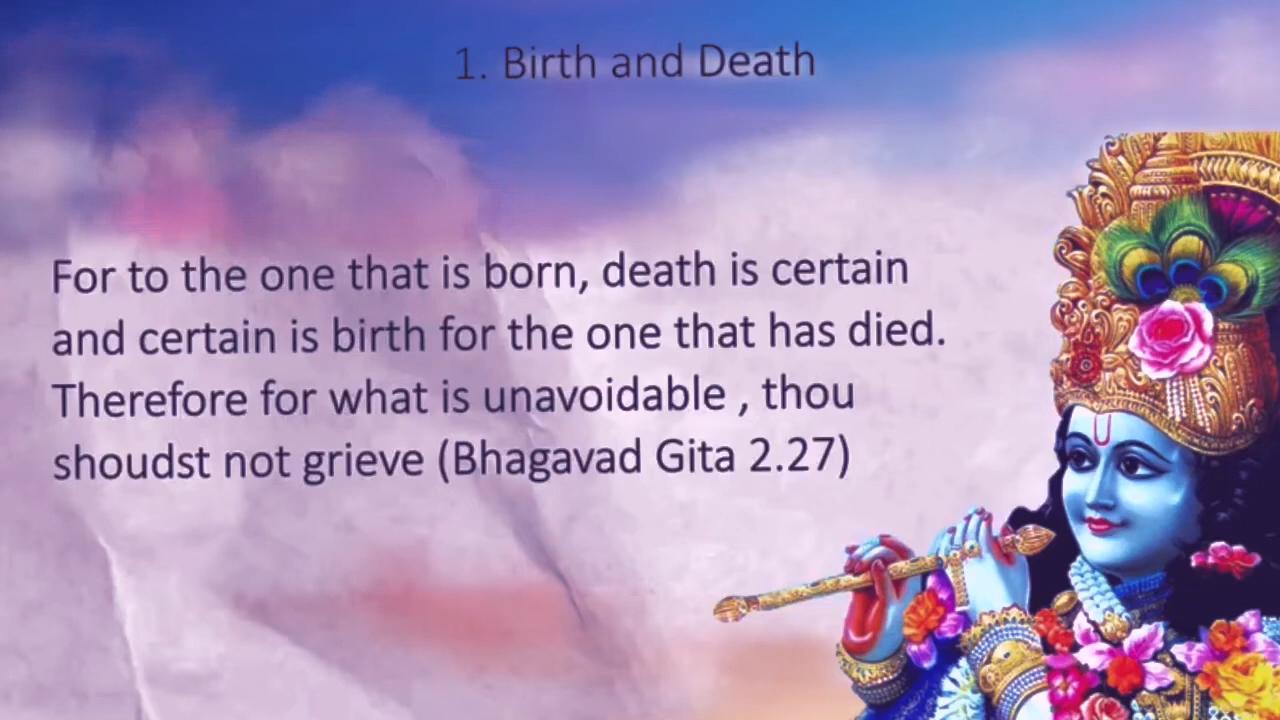 1. Birth and Death
For to the one that is born, death is certain
and certain is birth for the one that has died.
Therefore for what is unavoidable , thou
shoudst not grieve (Bhagavad Gita 2.27)